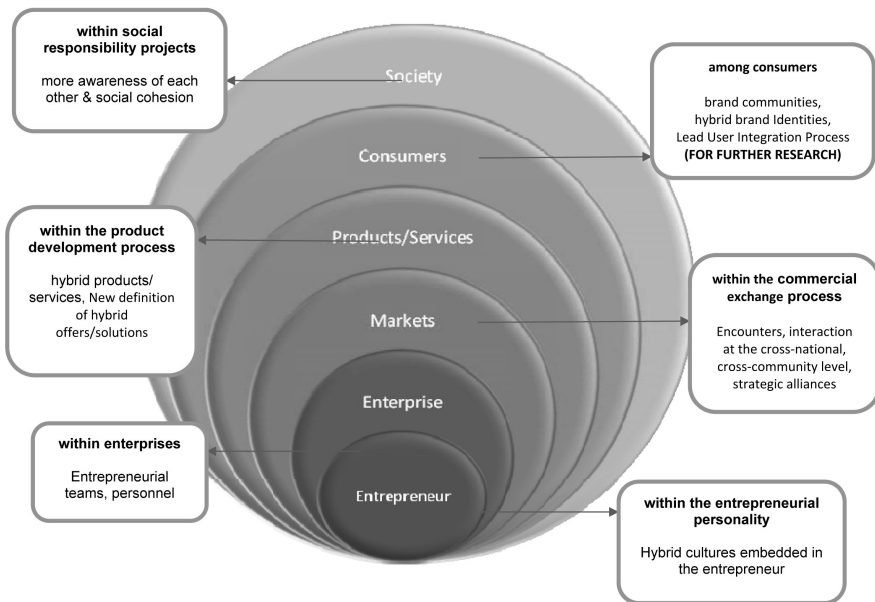 within social
responsibility projects
more awareness of each
other & social cohesion
Society
among consumers
brand communities,
hybrid brand Identities,
Lead User Integration Process
(FOR FURTHER RESEARCH)
Consumers
within the product
development process
hybrid products/
services, New definition
of hybrid
offers/solutions
Products/Services
within the commercial
exchange process
Encounters, interaction
at the cross-national,
cross-community level,
strategic alliances
Markets
Enterprise
within enterprises
Entrepreneurial
teams, personnel
Entrepreneur
within the entrepreneurial
personality
Hybrid cultures embedded in
the entrepreneur